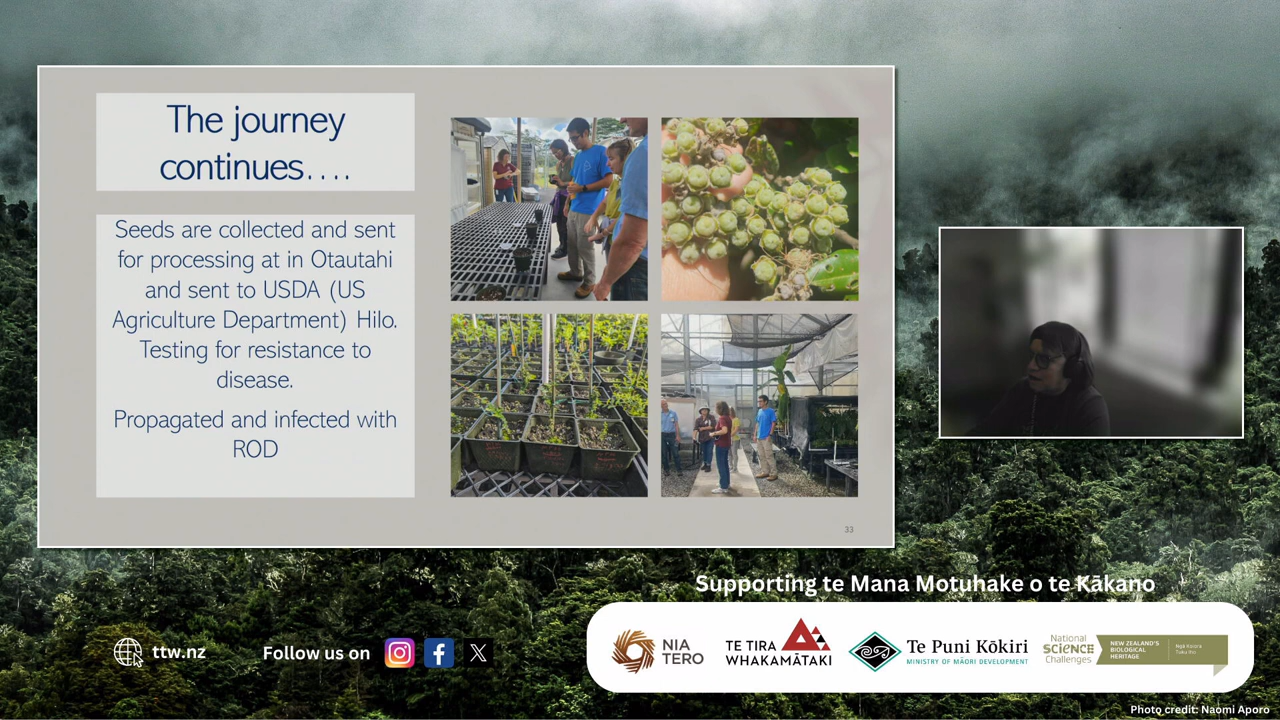 The journey
continues....
Seeds are collected and sent
for processing at in Otautahi
and sent to USDA (US
Agriculture Department) Hilo.
Testing for resistance to
disease.
Propagated and infected with
ROD
33
Supporting te Mana Motuhake o te Kākano
ttw.nz
Follow us on
NIA
TERO
TE TIRA
WHAKAMĀTAKI
Te Puni Kōkiri
MINISTRY OF MĀORI DEVELOPMENT
National
SCIENCE
Challenges
NEW ZEALAND'S
BIOLOGICAL
HERITAGE
Photo credit: Naomi Aporo